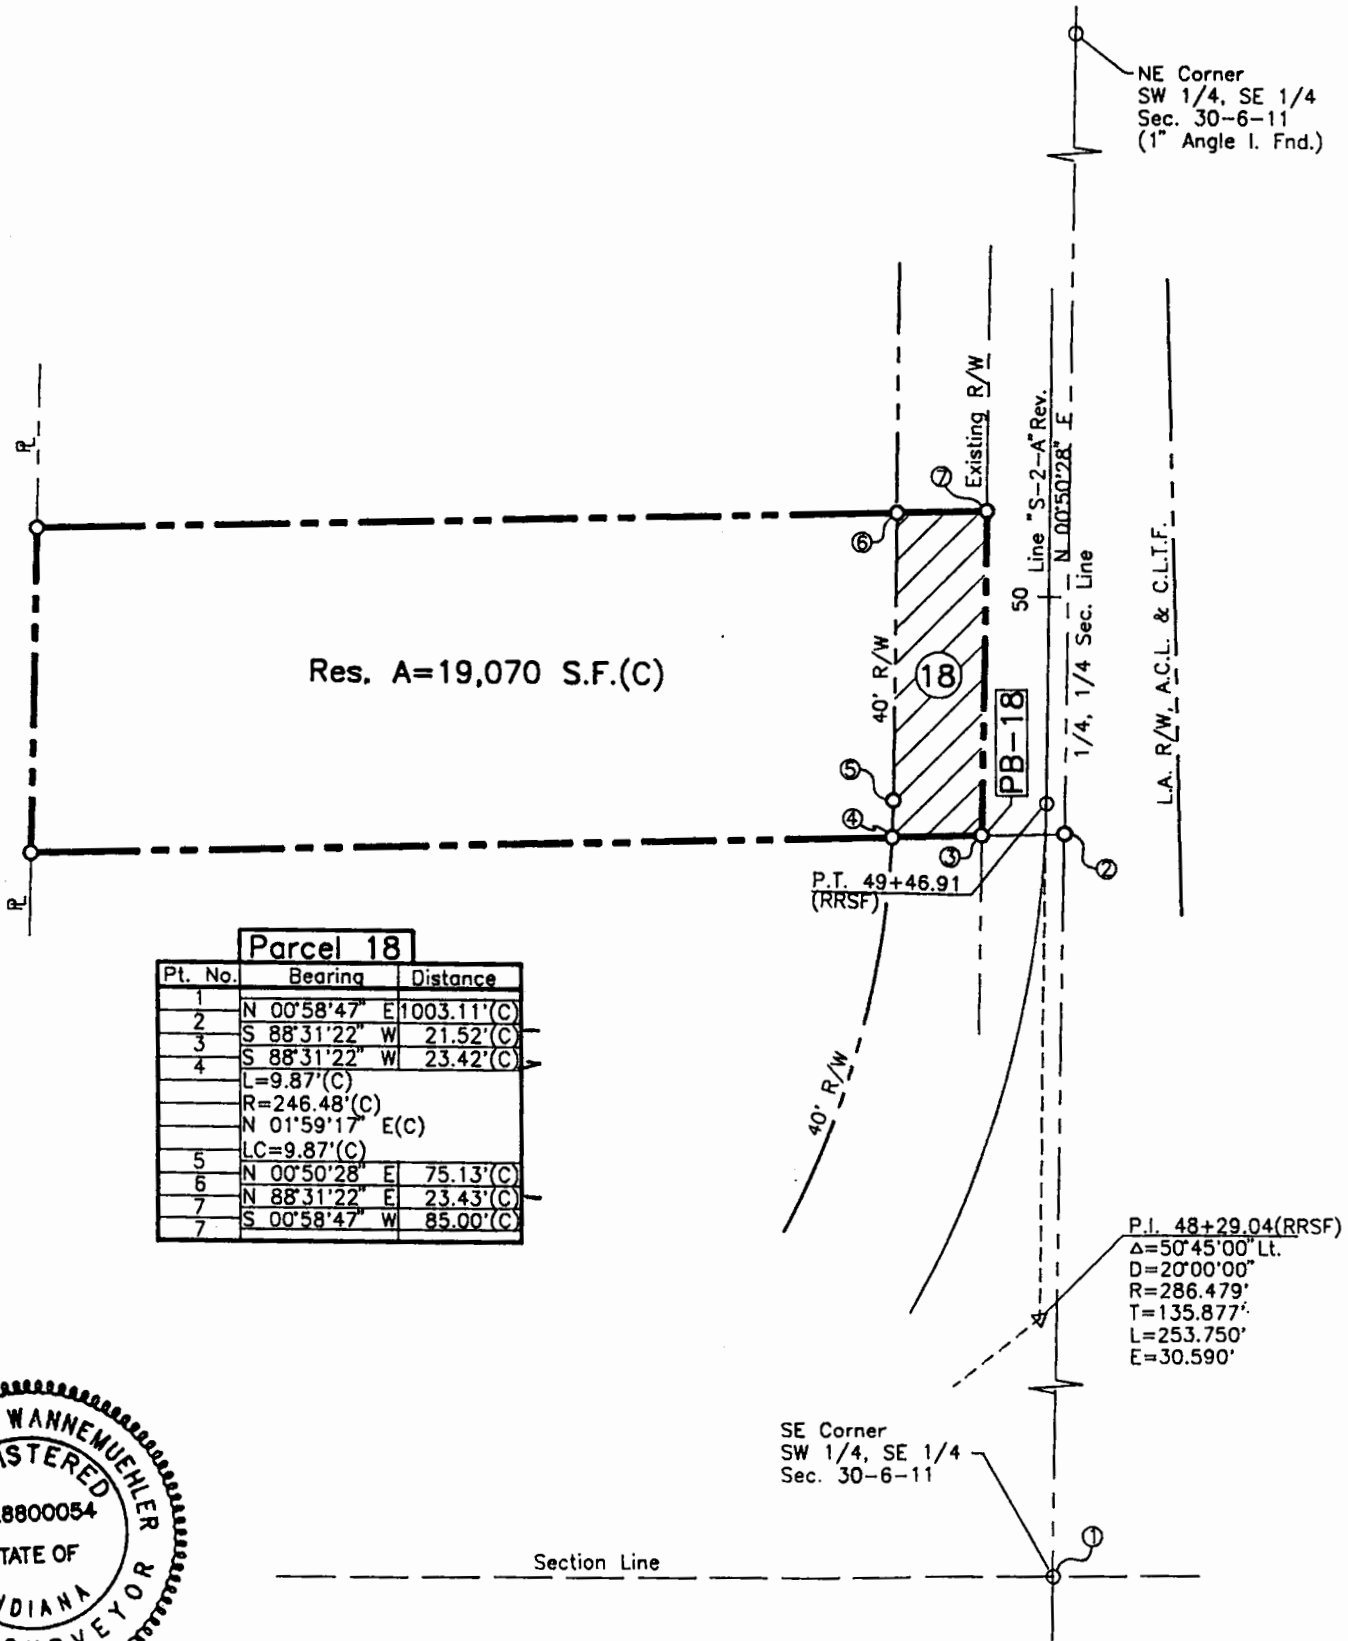 NE Corner
SW 1/4, SE 1/4
Sec. 30-6-11
(1" Angle I. Fnd.)
Existing R/W
Line "S-2-A" Rev.
N 00°50'28" E
1/4, 1/4 Sec. Line
L.A. R/W, A.C.L. & C.L.T.F.
50
PL
7
6
Res. A=19,070 S.F.(C)
40' R/W
18
PB-18
5
4
3
2
P.T. 49+46.91
(RRSF)
PL
Parcel 18
Pt. No. Bearing Distance
1
N 00°58'47" E 1003.11'(C)
2
S 88°31'22" W 21.52'(C)
3
S 88°31'22" W 23.42'(C)
4
L=9.87'(C)
R=246.48'(C)
N 01°59'17" E(C)
LC=9.87'(C)
5
N 00°50'28" E 75.13'(C)
6
N 88°31'22" E 23.43'(C)
7
S 00°58'47" W 85.00'(C)
7
40' R/W
P.I. 48+29.04(RRSF)
Δ=50°45'00" Lt.
D=20°00'00"
R=286.479'
T=135.877'
L=253.750'
E=30.590'
SE Corner
SW 1/4, SE 1/4
Sec. 30-6-11
1
Section Line
WANNEMUEHLER
ISTERED
8800054
TATE OF
DIANA
VEYOR